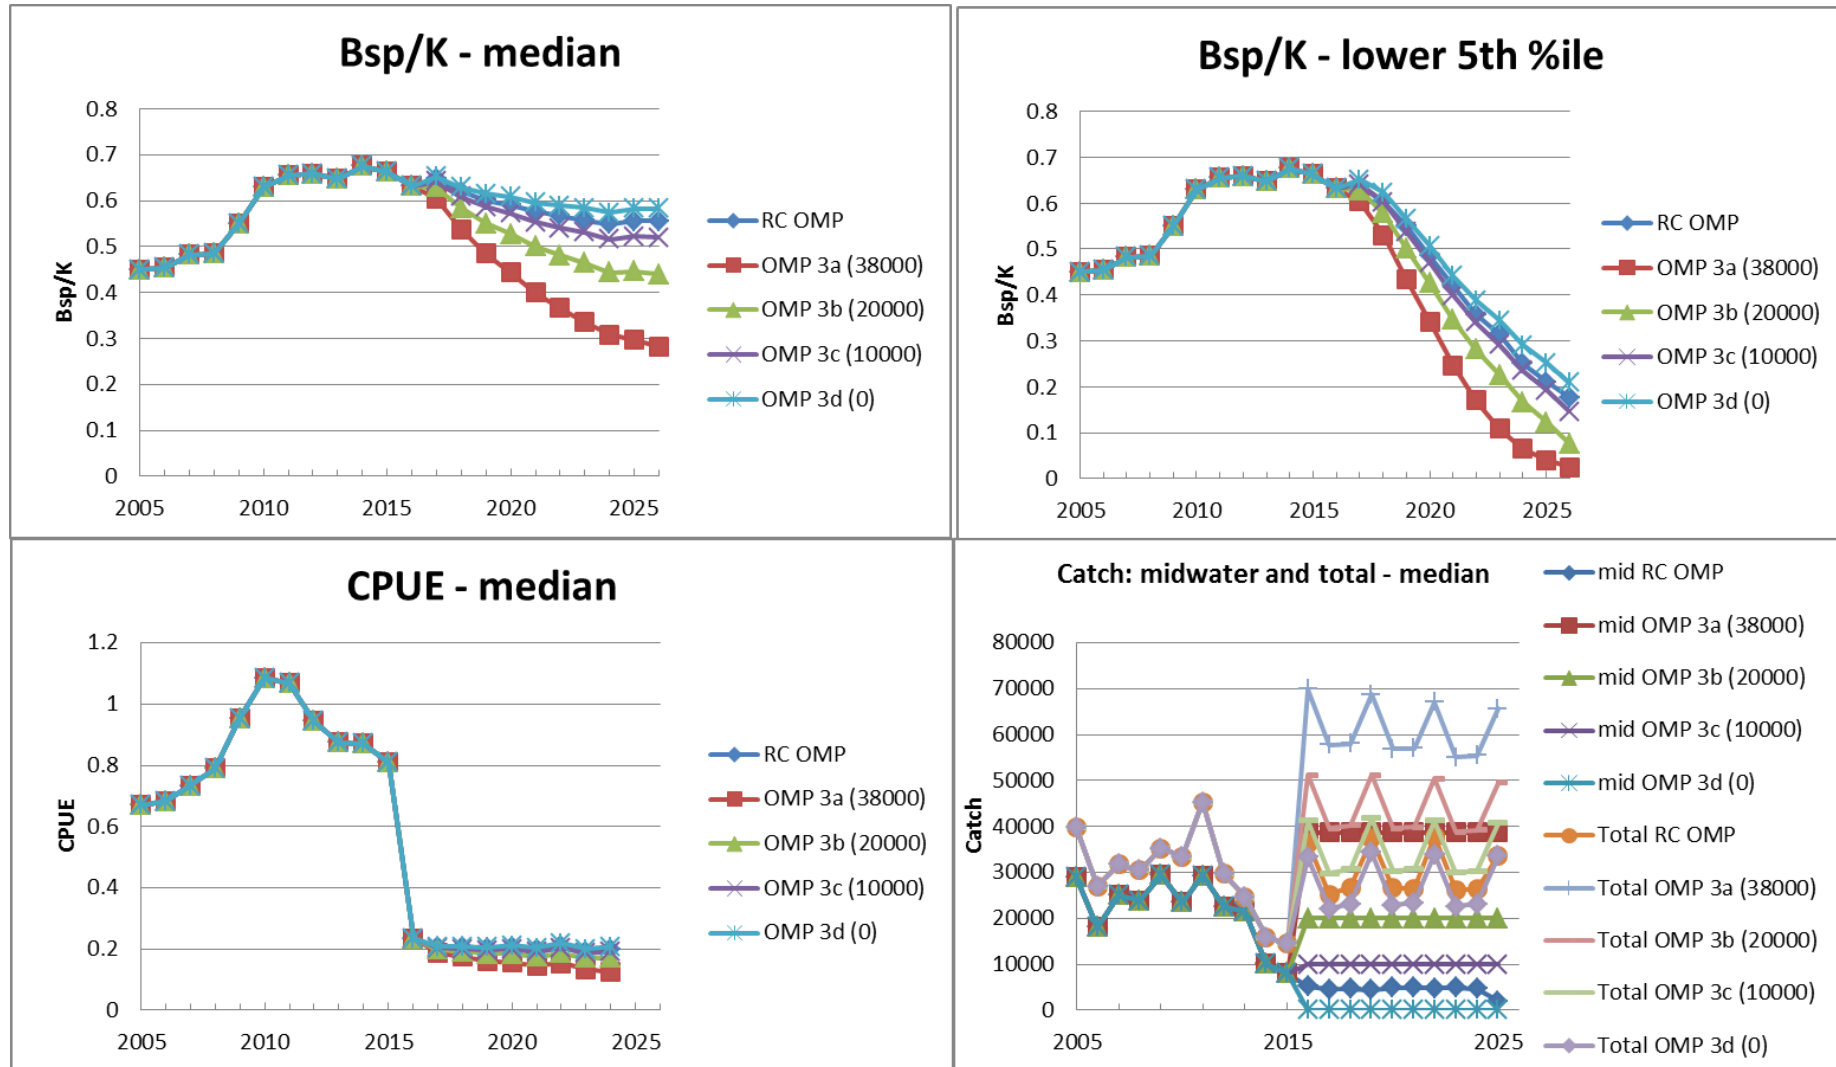 Bsp/K - median
Bsp/K
0.8
0.7
0.6
0.5
0.4
0.3
0.2
0.1
0
2005 2010 2015 2020 2025
RC OMP
OMP 3a (38000)
OMP 3b (20000)
OMP 3c (10000)
OMP 3d (0)
Bsp/K - lower 5th %ile
Bsp/K
0.8
0.7
0.6
0.5
0.4
0.3
0.2
0.1
0
2005 2010 2015 2020 2025
RC OMP
OMP 3a (38000)
OMP 3b (20000)
OMP 3c (10000)
OMP 3d (0)
CPUE - median
CPUE
1.2
1
0.8
0.6
0.4
0.2
0
2005 2010 2015 2020 2025
RC OMP
OMP 3a (38000)
OMP 3b (20000)
OMP 3c (10000)
OMP 3d (0)
Catch: midwater and total - median
Catch
80000
70000
60000
50000
40000
30000
20000
10000
0
2005 2015 2025
mid RC OMP
mid OMP 3a (38000)
mid OMP 3b (20000)
mid OMP 3c (10000)
mid OMP 3d (0)
Total RC OMP
Total OMP 3a (38000)
Total OMP 3b (20000)
Total OMP 3c (10000)
Total OMP 3d (0)